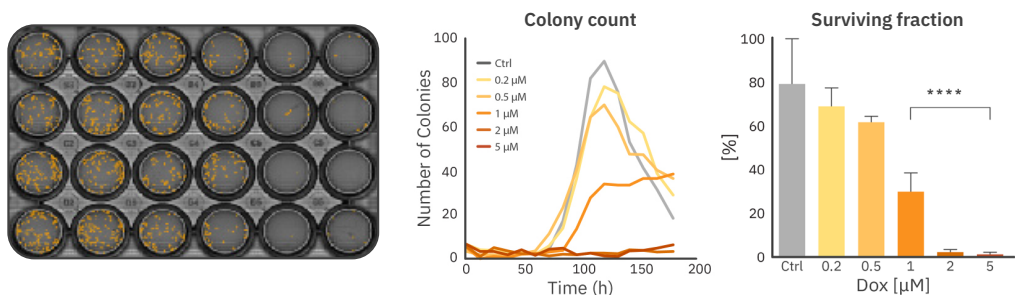 Colony count
Number of Colonies
100
80
60
40
20
0
Ctrl
0.2 µM
0.5 µM
1 µM
2 µM
5 µM
0 50 100 150 200
Time (h)
Surviving fraction
[%]
100
80
60
40
20
0
****
Ctrl 0.2 0.5 1 2 5
Dox [µM]